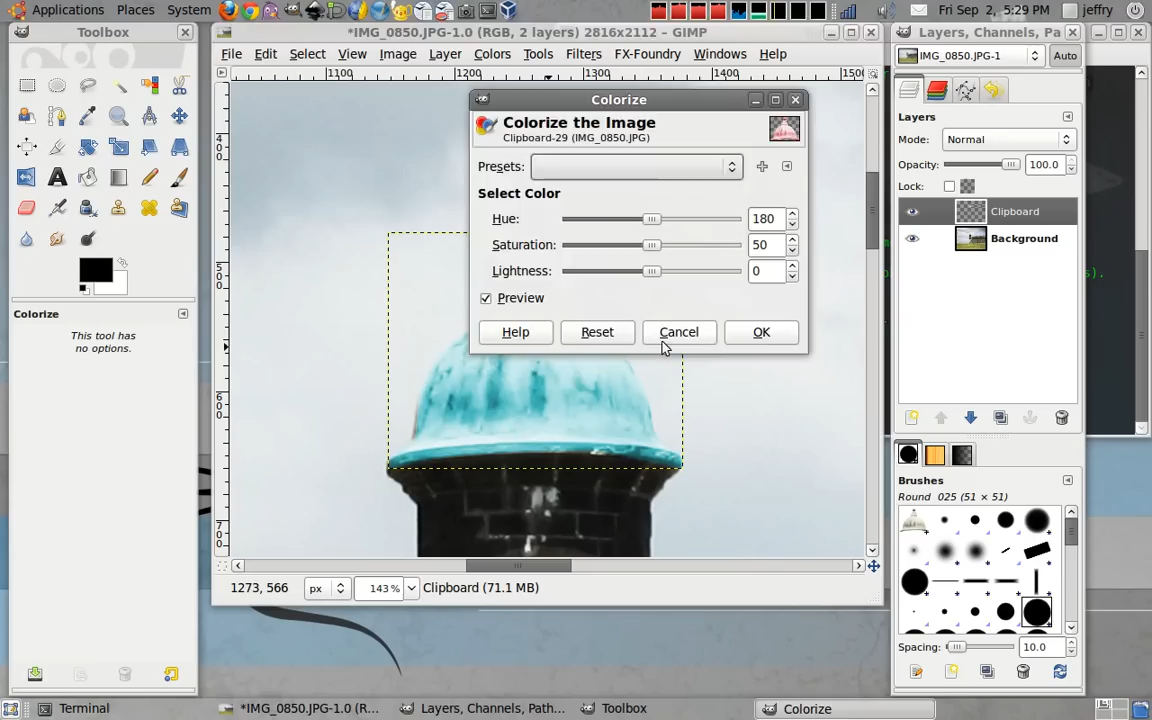 Applications Places System
Fri Sep 2, 5:29 PM jeffry
Toolbox
*IMG_0850.JPG-1.0 (RGB, 2 layers) 2816x2112 – GIMP
Layers, Channels, Pa
File Edit Select View Image Layer Colors Tools Filters FX-Foundry Windows Help
IMG_0850.JPG-1
Auto
1100 1200 1300 1400 1500
400
500
600
700
Colorize
Colorize the Image
Clipboard-29 (IMG_0850.JPG)
Presets:
Select Color
Hue: 180
Saturation: 50
Lightness: 0
Preview
Help Reset Cancel OK
Layers
Mode: Normal
Opacity: 100.0
Lock:
Clipboard
Background
).
Colorize
This tool has
no options.
Brushes
Round 025 (51 × 51)
Spacing: 10.0
1273, 566 px 143 % Clipboard (71.1 MB)
Terminal
*IMG_0850.JPG-1.0 (R...
Layers, Channels, Path...
Toolbox
Colorize